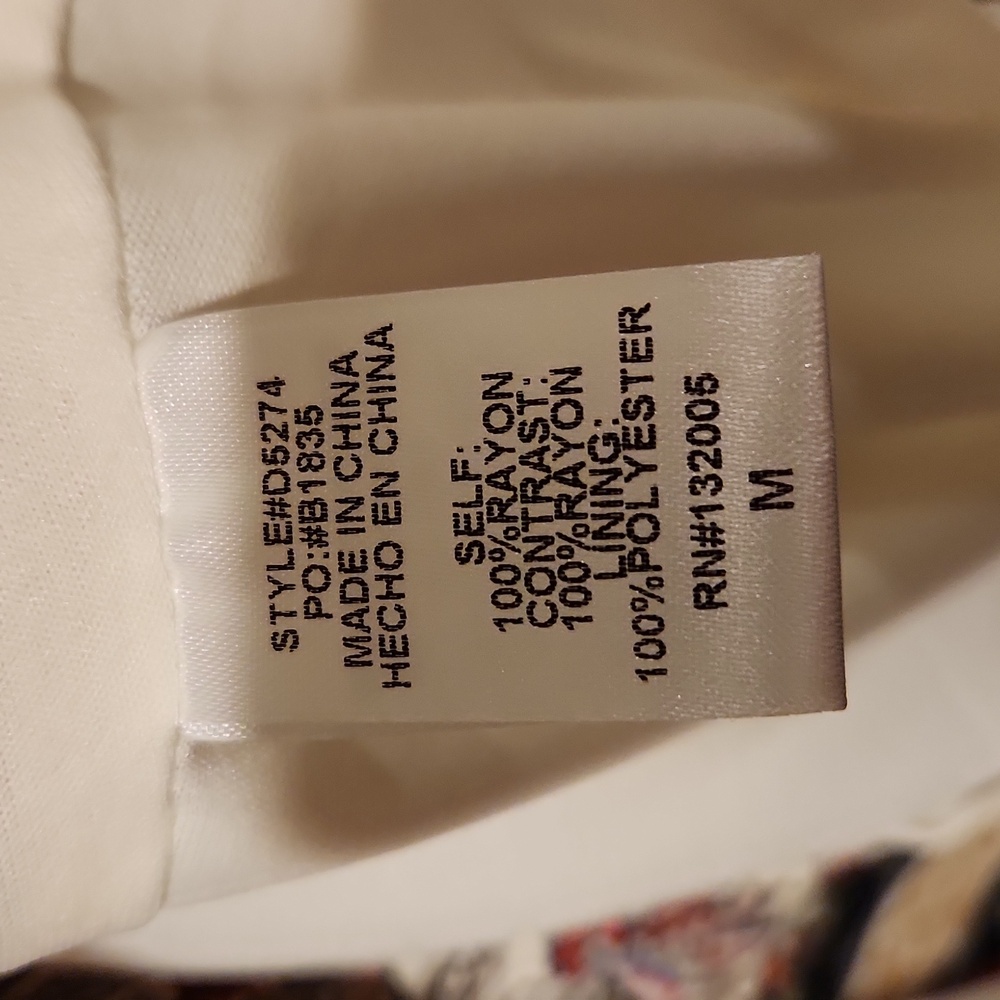 STYLE#D5274
PO:#B1835
MADE IN CHINA
HECHO EN CHINA
SELF:
100%RAYON
CONTRAST:
100%RAYON
LINING:
100%POLYESTER
RN#132005
M